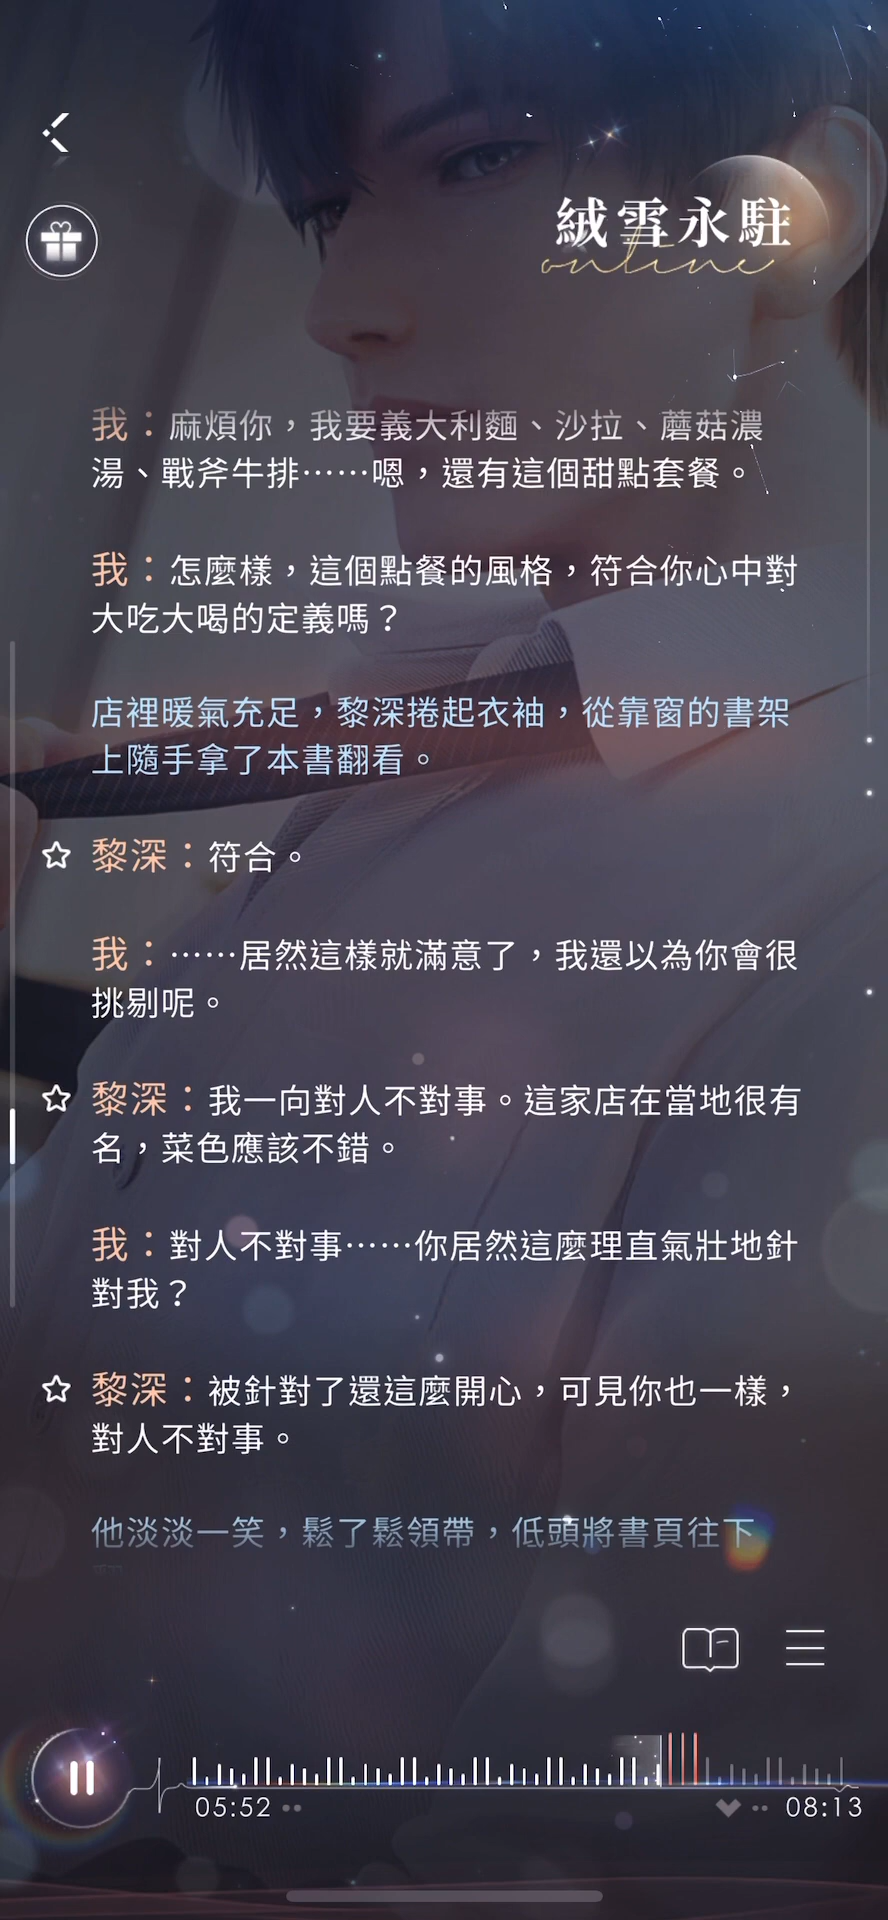 絨雪永駐
online
我：麻煩你，我要義大利麵、沙拉、蘑菇濃
湯、戰斧牛排⋯⋯嗯，還有這個甜點套餐。
我：怎麼樣，這個點餐的風格，符合你心中對
大吃大喝的定義嗎？
店裡暖氣充足，黎深捲起衣袖，從靠窗的書架
上隨手拿了本書翻看。
黎深：符合。
我：⋯⋯居然這樣就滿意了，我還以為你會很
挑剔呢。
黎深：我一向對人不對事。這家店在當地很有
名，菜色應該不錯。
我：對人不對事⋯⋯你居然這麼理直氣壯地針
對我？
黎深：被針對了還這麼開心，可見你也一樣，
對人不對事。
他淡淡一笑，鬆了鬆領帶，低頭將書頁往下
05:52
08:13